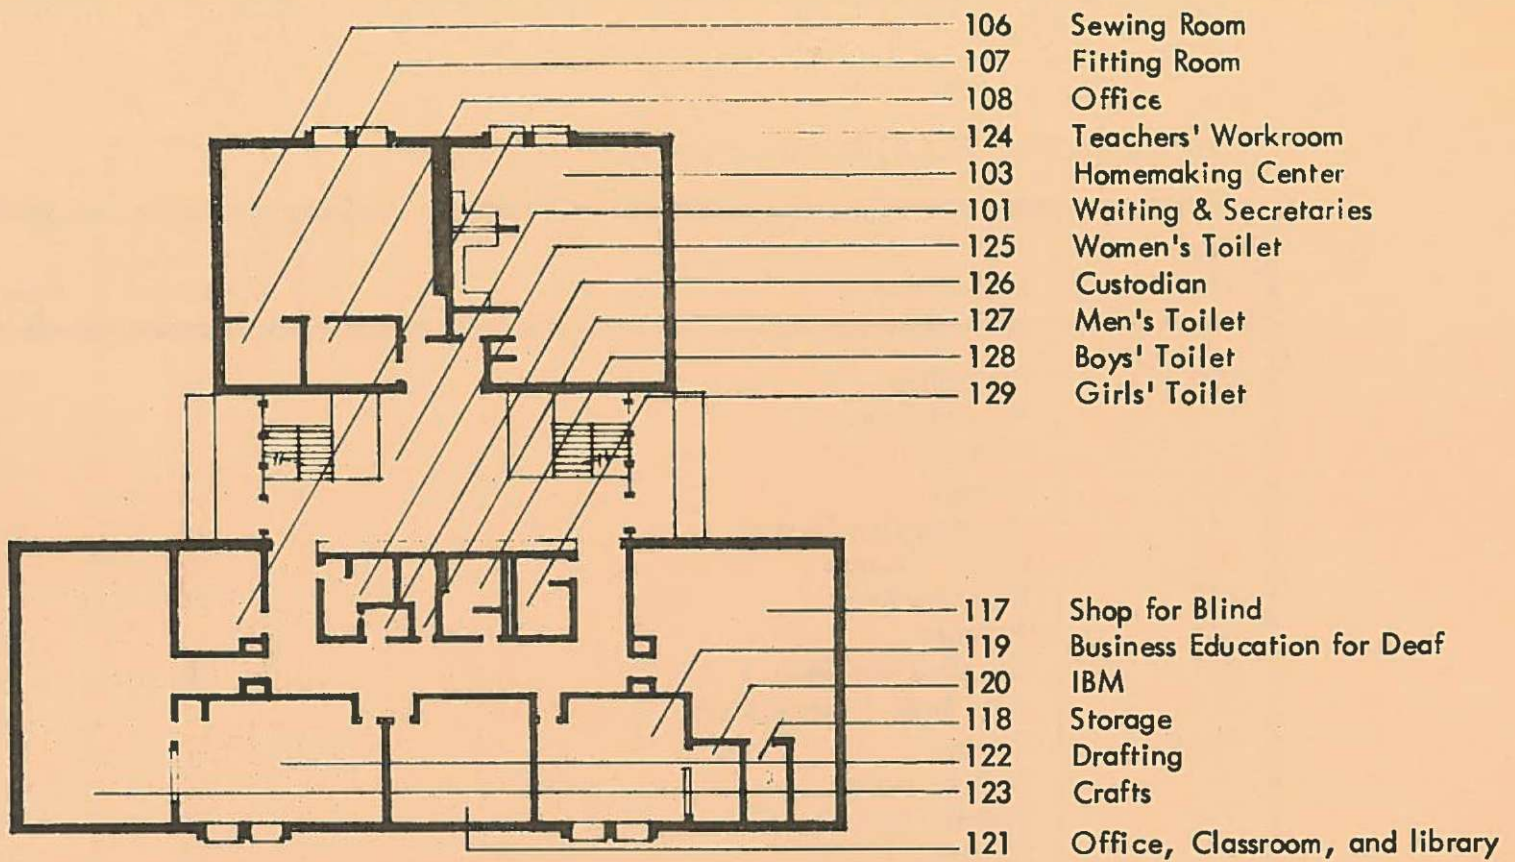 106 Sewing Room
107 Fitting Room
108 Office
124 Teachers' Workroom
103 Homemaking Center
101 Waiting & Secretaries
125 Women's Toilet
126 Custodian
127 Men's Toilet
128 Boys' Toilet
129 Girls' Toilet
117 Shop for Blind
119 Business Education for Deaf
120 IBM
118 Storage
122 Drafting
123 Crafts
121 Office, Classroom, and library